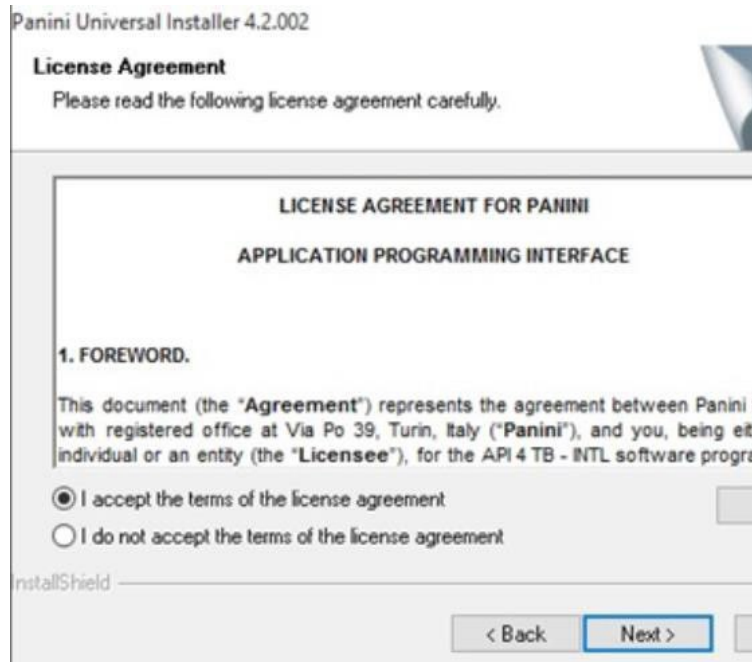 Panini Universal Installer 4.2.002
License Agreement
Please read the following license agreement carefully.
LICENSE AGREEMENT FOR PANINI
APPLICATION PROGRAMMING INTERFACE
1. FOREWORD.
This document (the "Agreement") represents the agreement between Panini
with registered office at Via Po 39, Turin, Italy ("Panini"), and you, being
individual or an entity (the "Licensee"), for the API 4 TB - INTL software
I accept the terms of the license agreement
I do not accept the terms of the license agreement
InstallShield
< Back
Next >